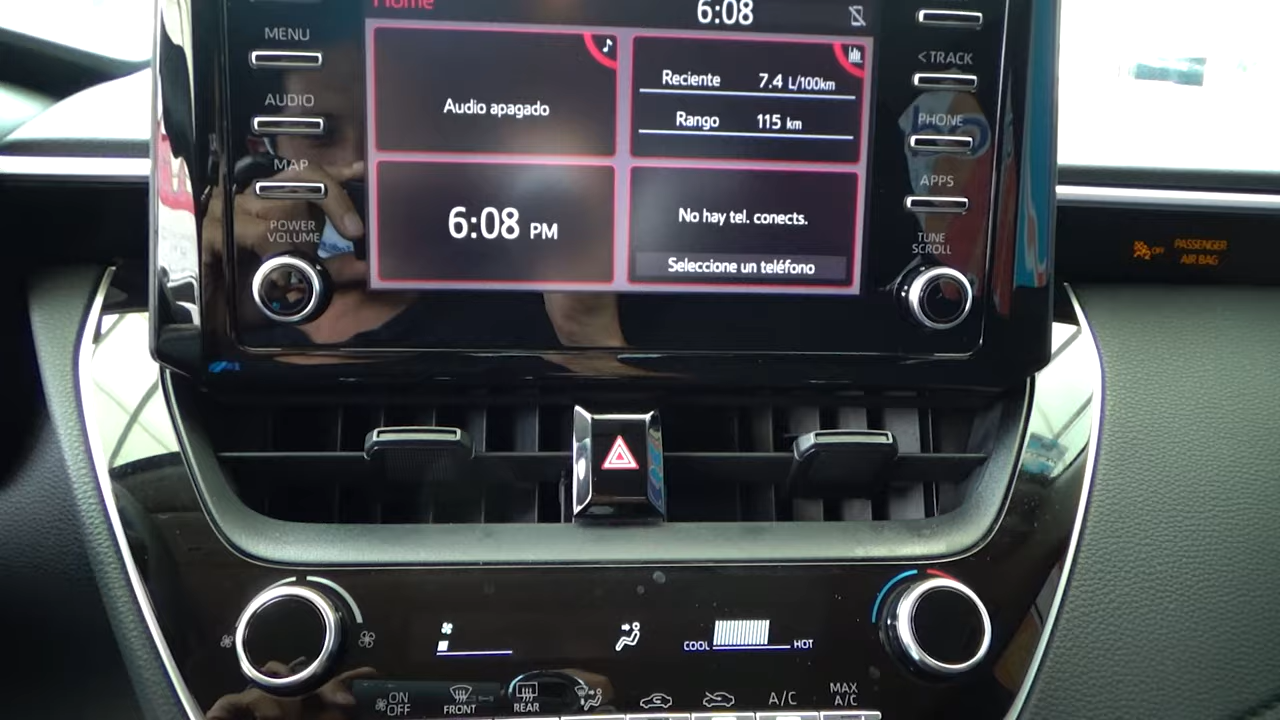 Home
6:08
MENU
AUDIO
MAP
POWER
VOLUME
Audio apagado
Reciente 7.4 L/100km
Rango 115 km
6:08 PM
No hay tel. conects.
Seleccione un teléfono
< TRACK
PHONE
APPS
TUNE
SCROLL
OFF
PASSENGER
AIR BAG
COOL
HOT
ON
OFF
FRONT
REAR
A/C
MAX
A/C